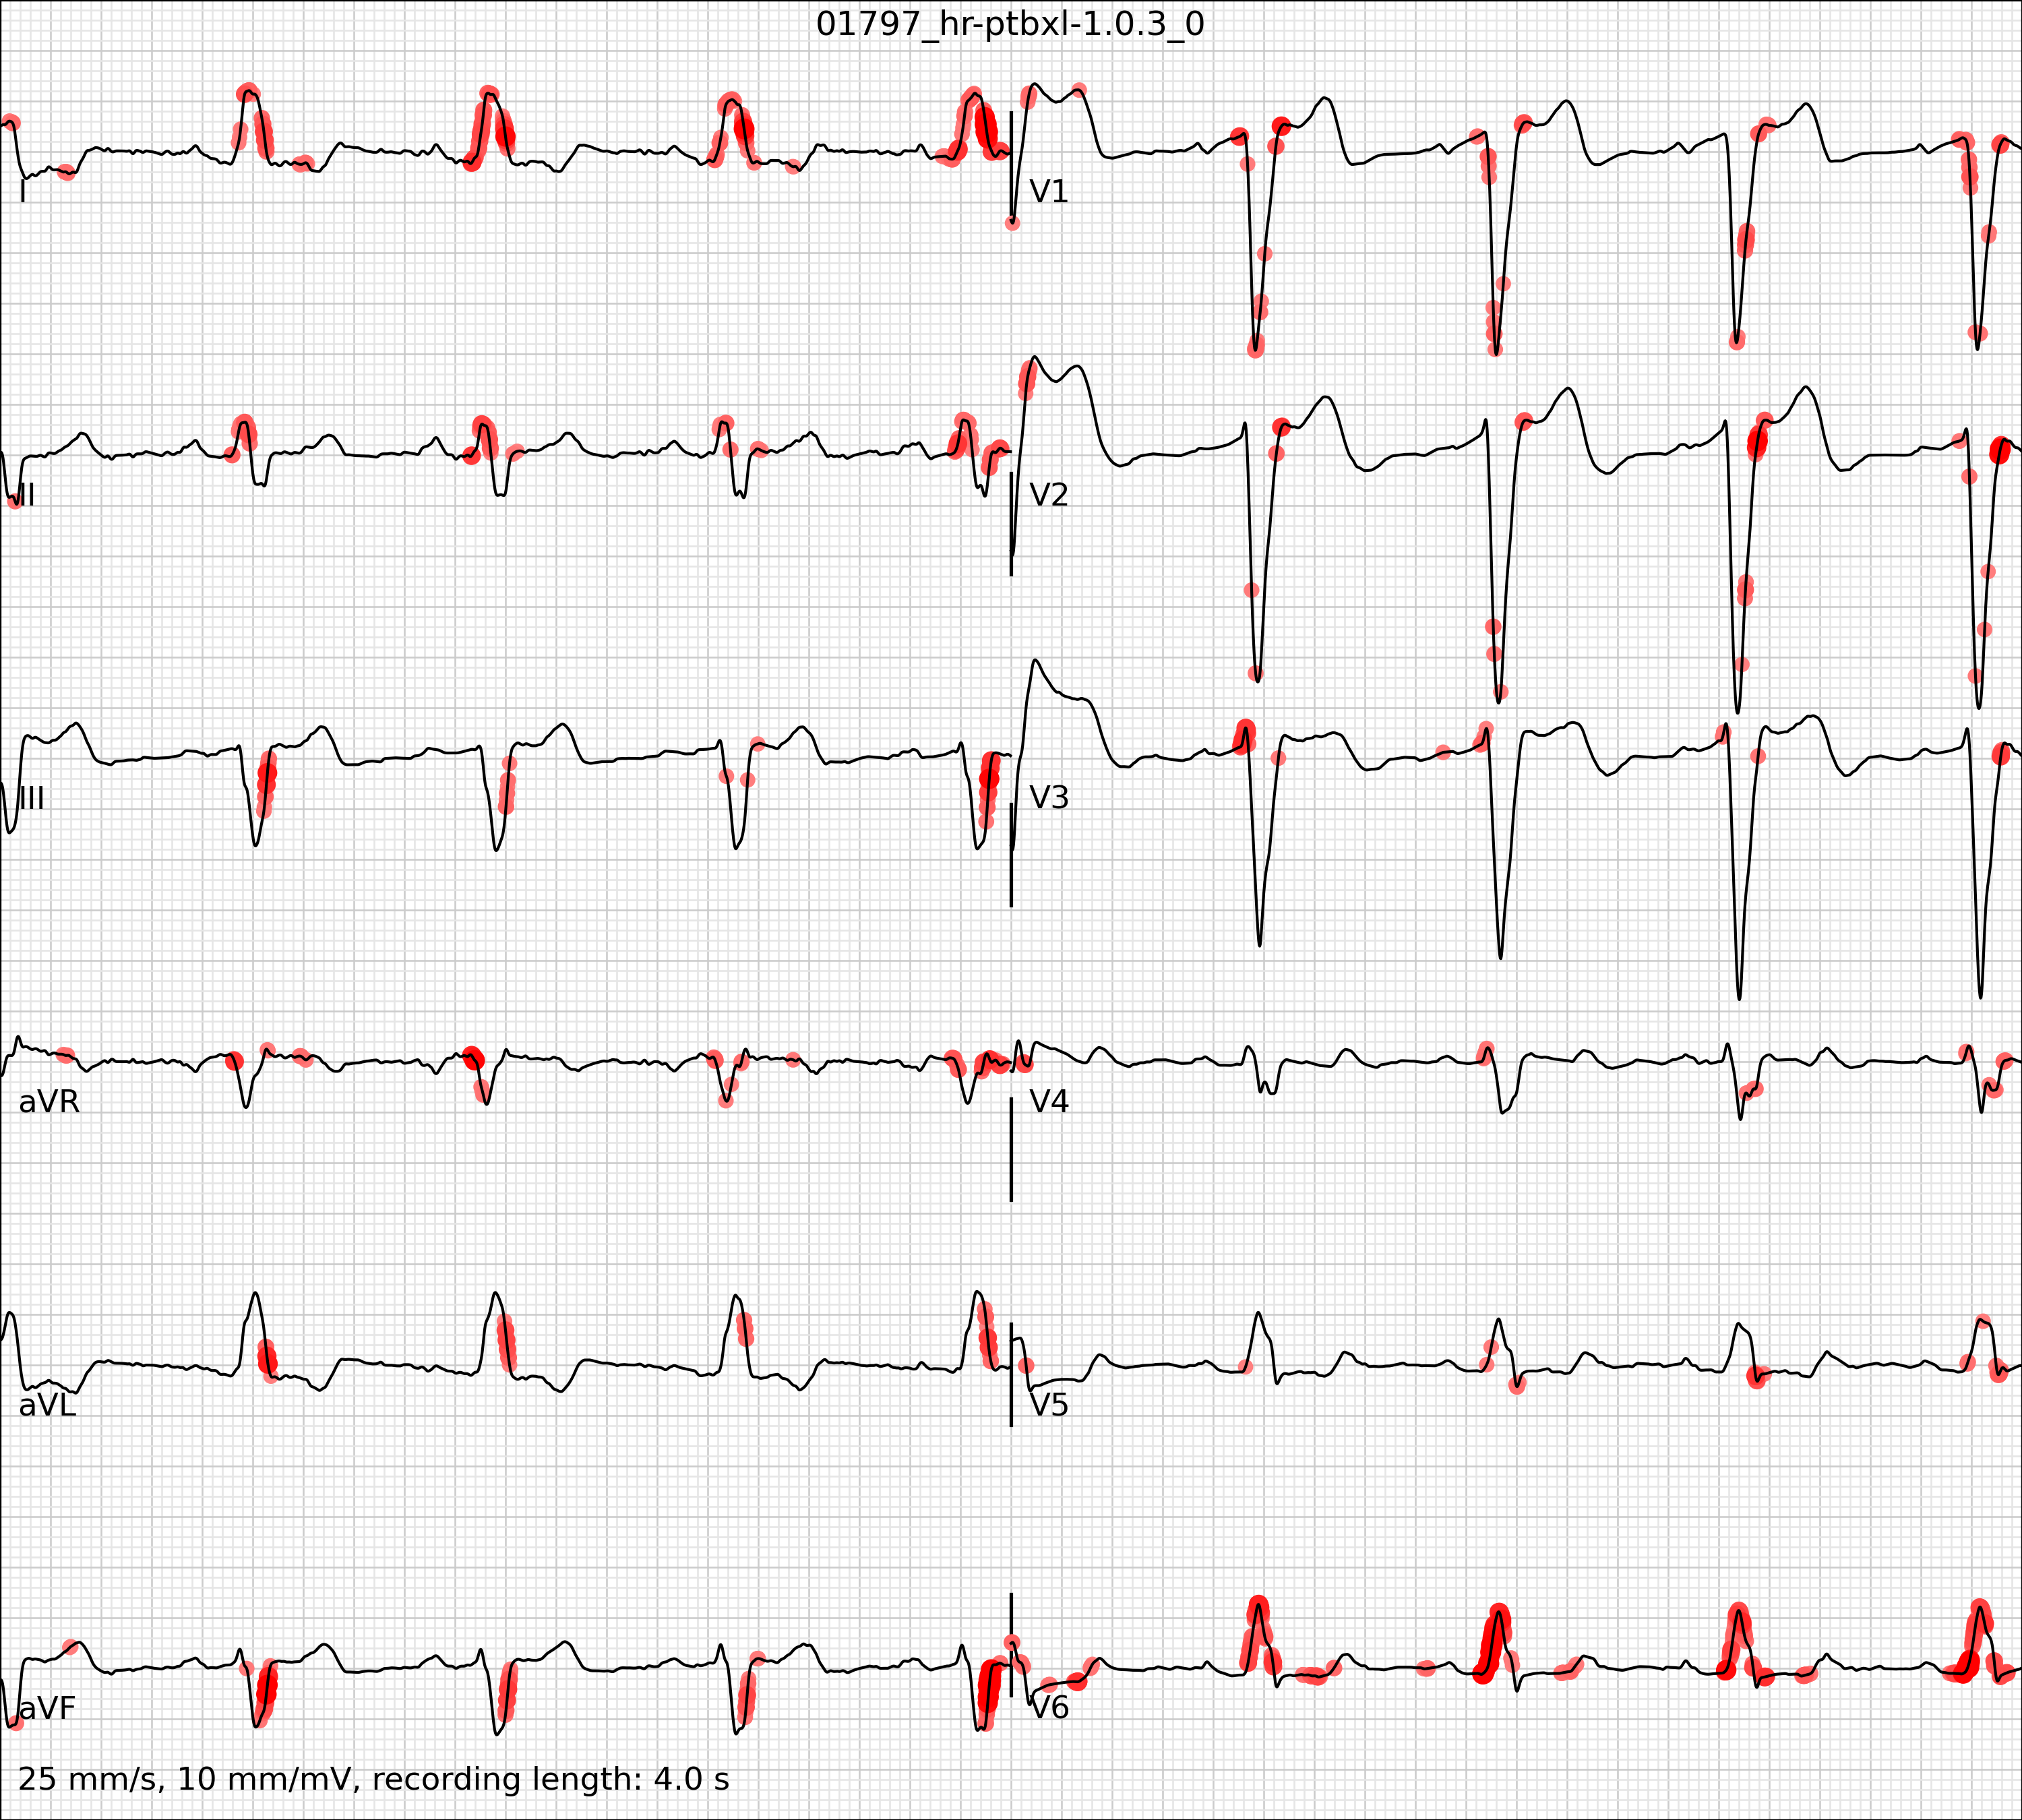 01797_hr-ptbxl-1.0.3_0
I
V1
II
V2
III
V3
aVR
V4
aVL
V5
aVF
V6
25 mm/s, 10 mm/mV, recording length: 4.0 s